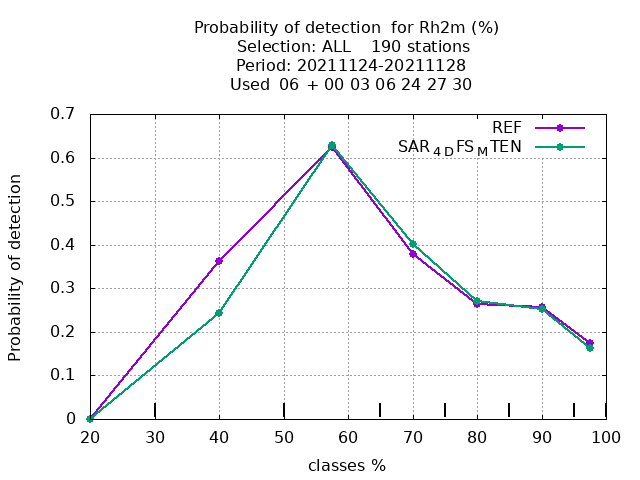 Probability of detection  for Rh2m (%)
Selection: ALL    190 stations
Period: 20211124-20211128
Used  06  + 00 03 06 24 27 30
REF
SAR4DFSMTEN
Probability of detection
0.7
0.6
0.5
0.4
0.3
0.2
0.1
0
20 30 40 50 60 70 80 90 100
classes %